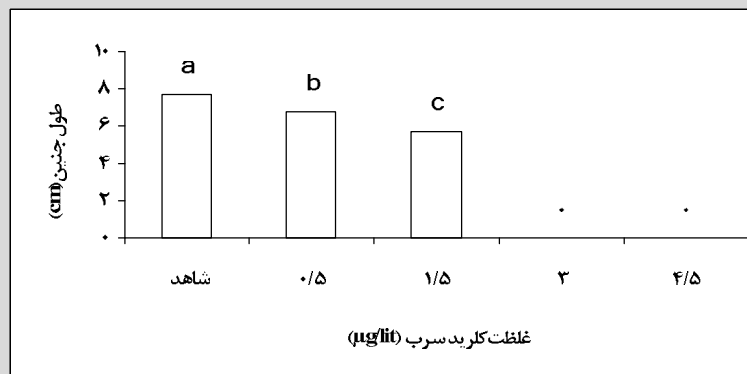 ۱۰
a
۸
b
c
۶
۴
۲
۰
۰
۰
طول جنین (cm)
شاهد
۰/۵
۱/۵
۳
۴/۵
غلظت کلرید سرب (µg/lit)